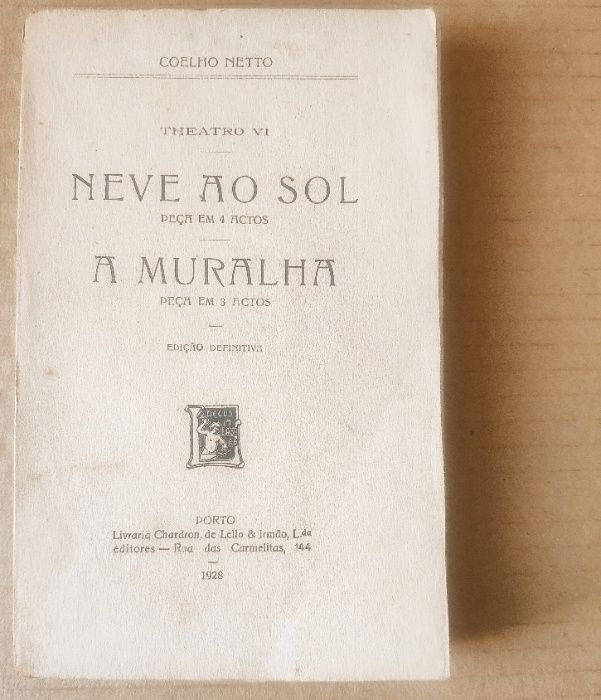 COELHO NETTO
THEATRO VI
NEVE AO SOL
PEÇA EM 4 ACTOS
A MURALHA
PEÇA EM 3 ACTOS
EDIÇÃO DEFINITIVA
DECUS
PORTO
Livraria Chardron, de Lello & Irmão, L.da
editores — Rua das Carmelitas, 144
1928